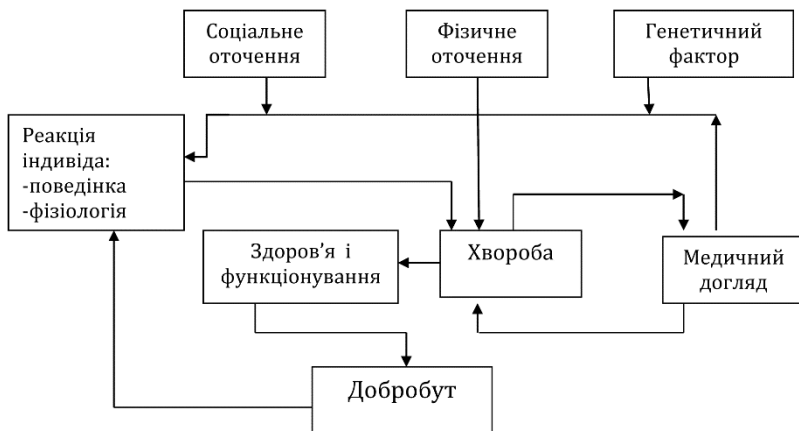 Соціальне
оточення
Фізичне
оточення
Генетичний
фактор
Реакція
індивіда:
-поведінка
-фізіологія
Здоров’я і
функціонування
Хвороба
Медичний
догляд
Добробут